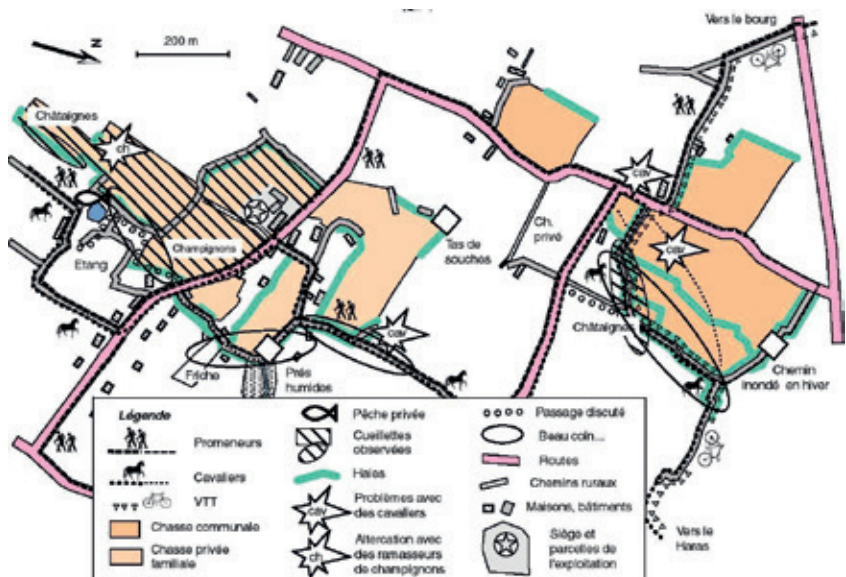 N
200 m
Vers le bourg
Châtaignes
ch
cav
Ch.
privé
cav
Champignons
Tas de
souches
Etang
cav
Châtaignes
Chemin
inondé en hiver
Friche
Prés
humides
Légende
Promeneurs
Cavaliers
VTT
Chasse communale
Chasse privée
familiale
Pêche privée
Cueillettes
observées
Haies
cav
Problèmes avec
des cavaliers
ch
Altercation avec
des ramasseurs
de champignons
Passage discuté
Beau coin...
Routes
Chemins ruraux
Maisons, bâtiments
Siège et
parcelles de
l'exploitation
Vers le
Haras